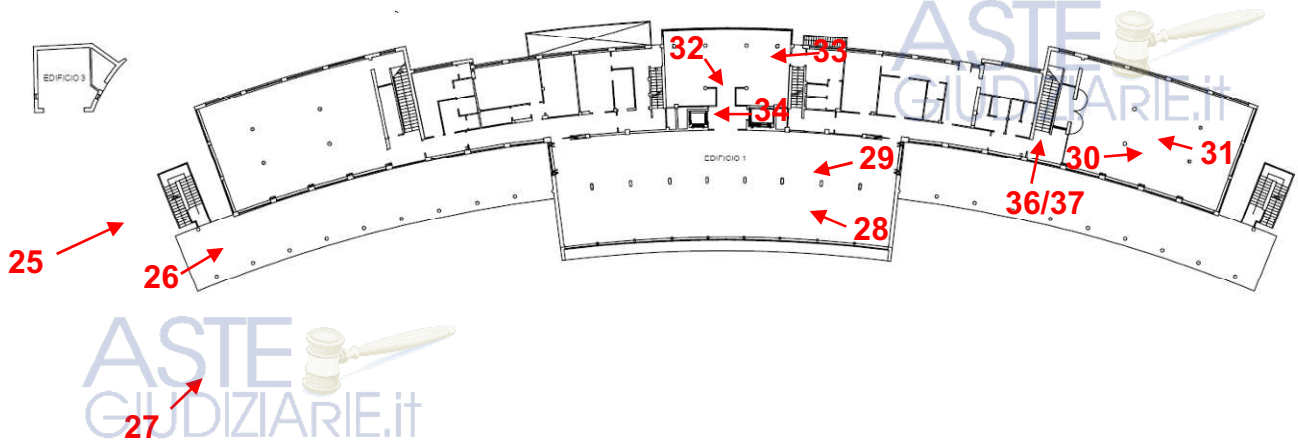 ASTE
GIUDIZIARIE.it
EDIFICIO 3
32
33
34
EDIFICIO 1
29
30
31
36/37
28
25
26
ASTE
GIUDIZIARIE.it
27